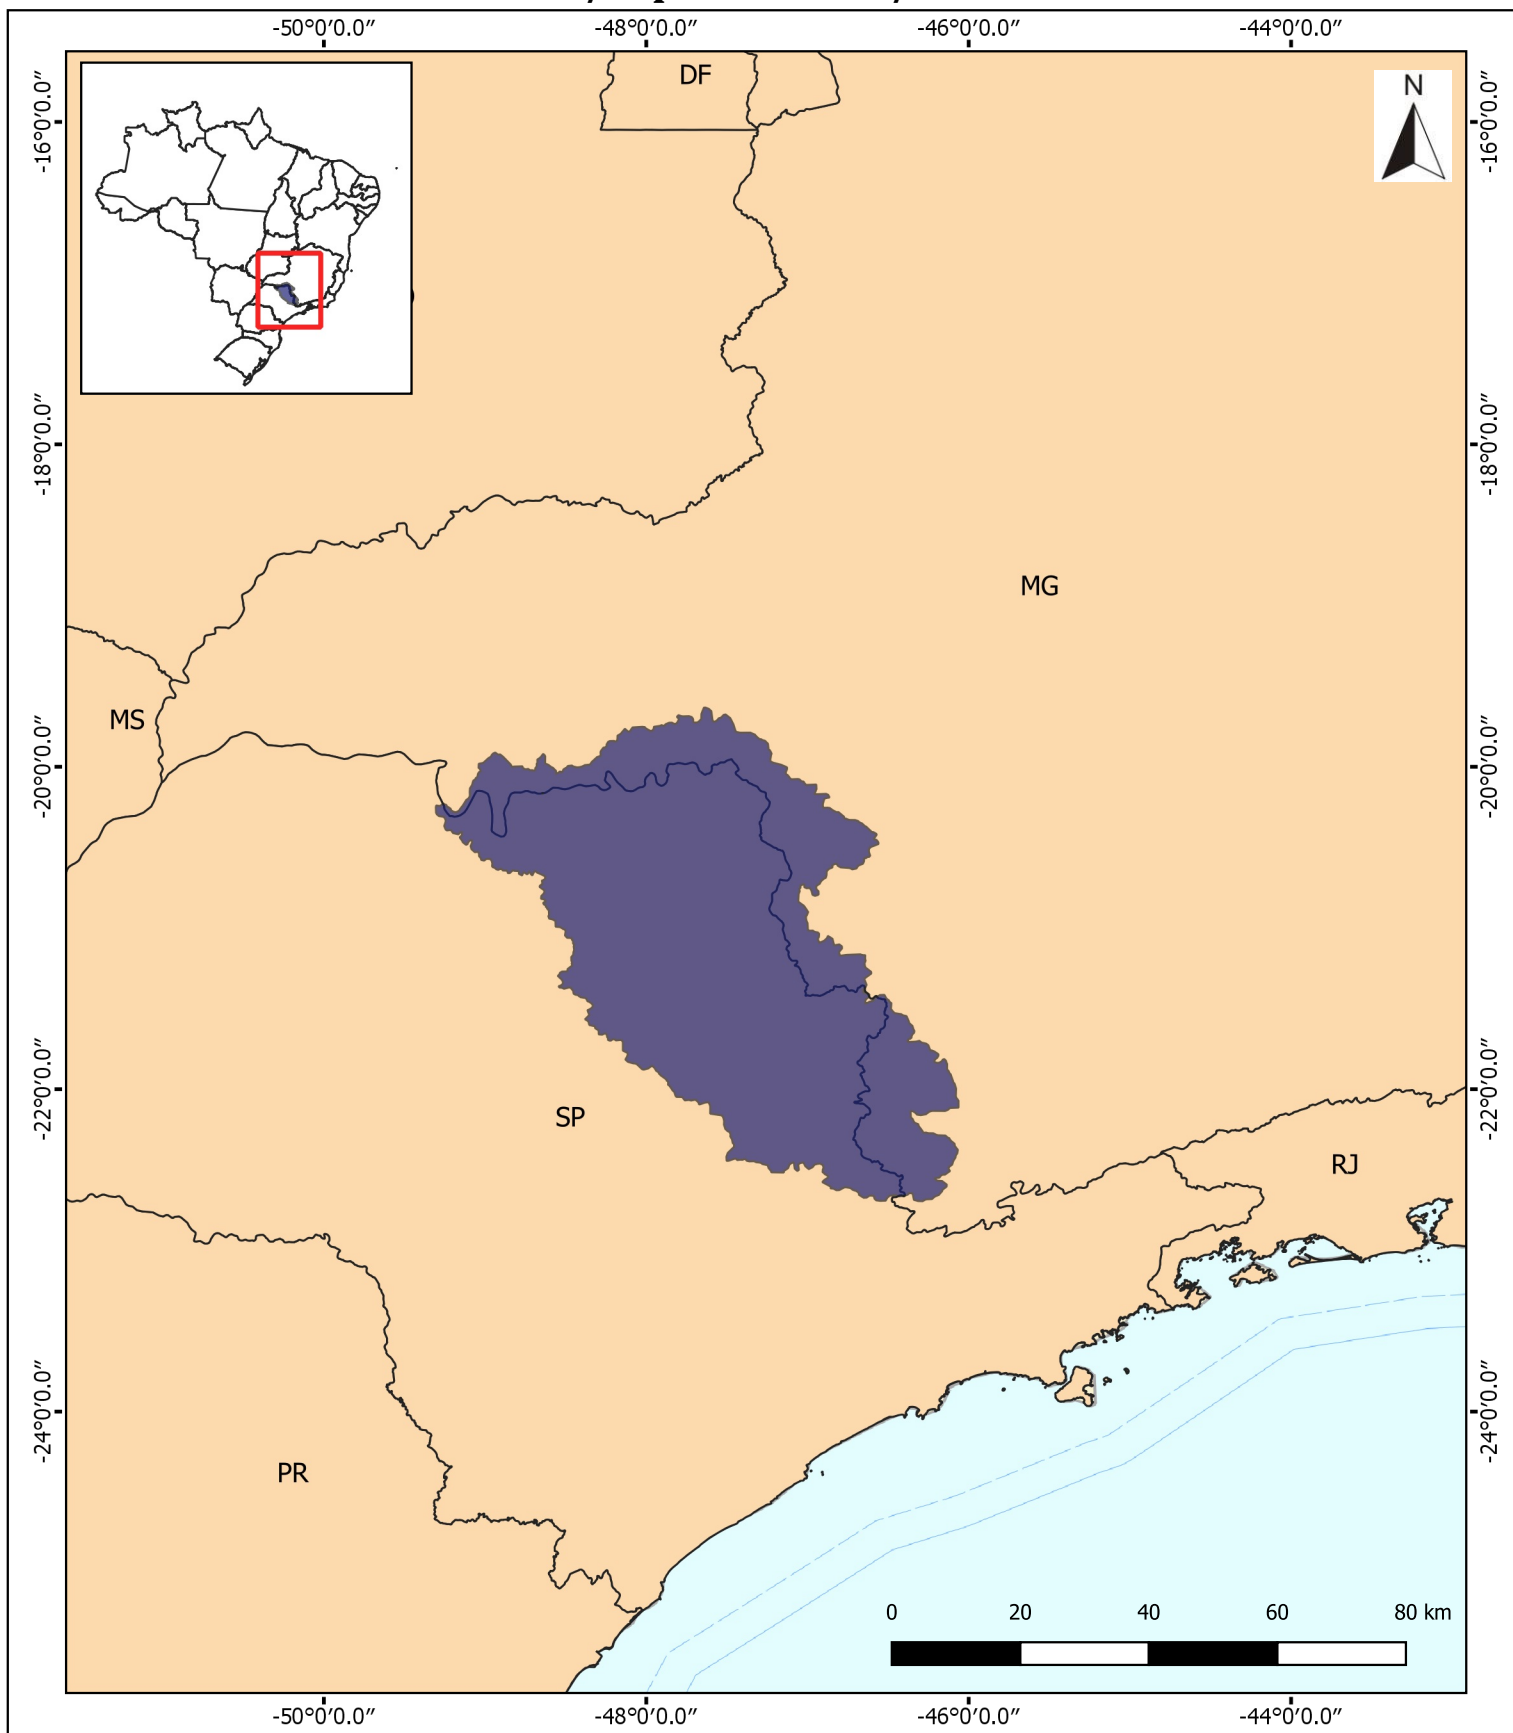 -50°0′0.0″ -48°0′0.0″ -46°0′0.0″ -44°0′0.0″
DF
N
-16°0′0.0″ -16°0′0.0″
-18°0′0.0″ -18°0′0.0″
MG
MS
-20°0′0.0″ -20°0′0.0″
-22°0′0.0″ -22°0′0.0″
SP
RJ
-24°0′0.0″ -24°0′0.0″
PR
0 20 40 60 80 km
-50°0′0.0″ -48°0′0.0″ -46°0′0.0″ -44°0′0.0″